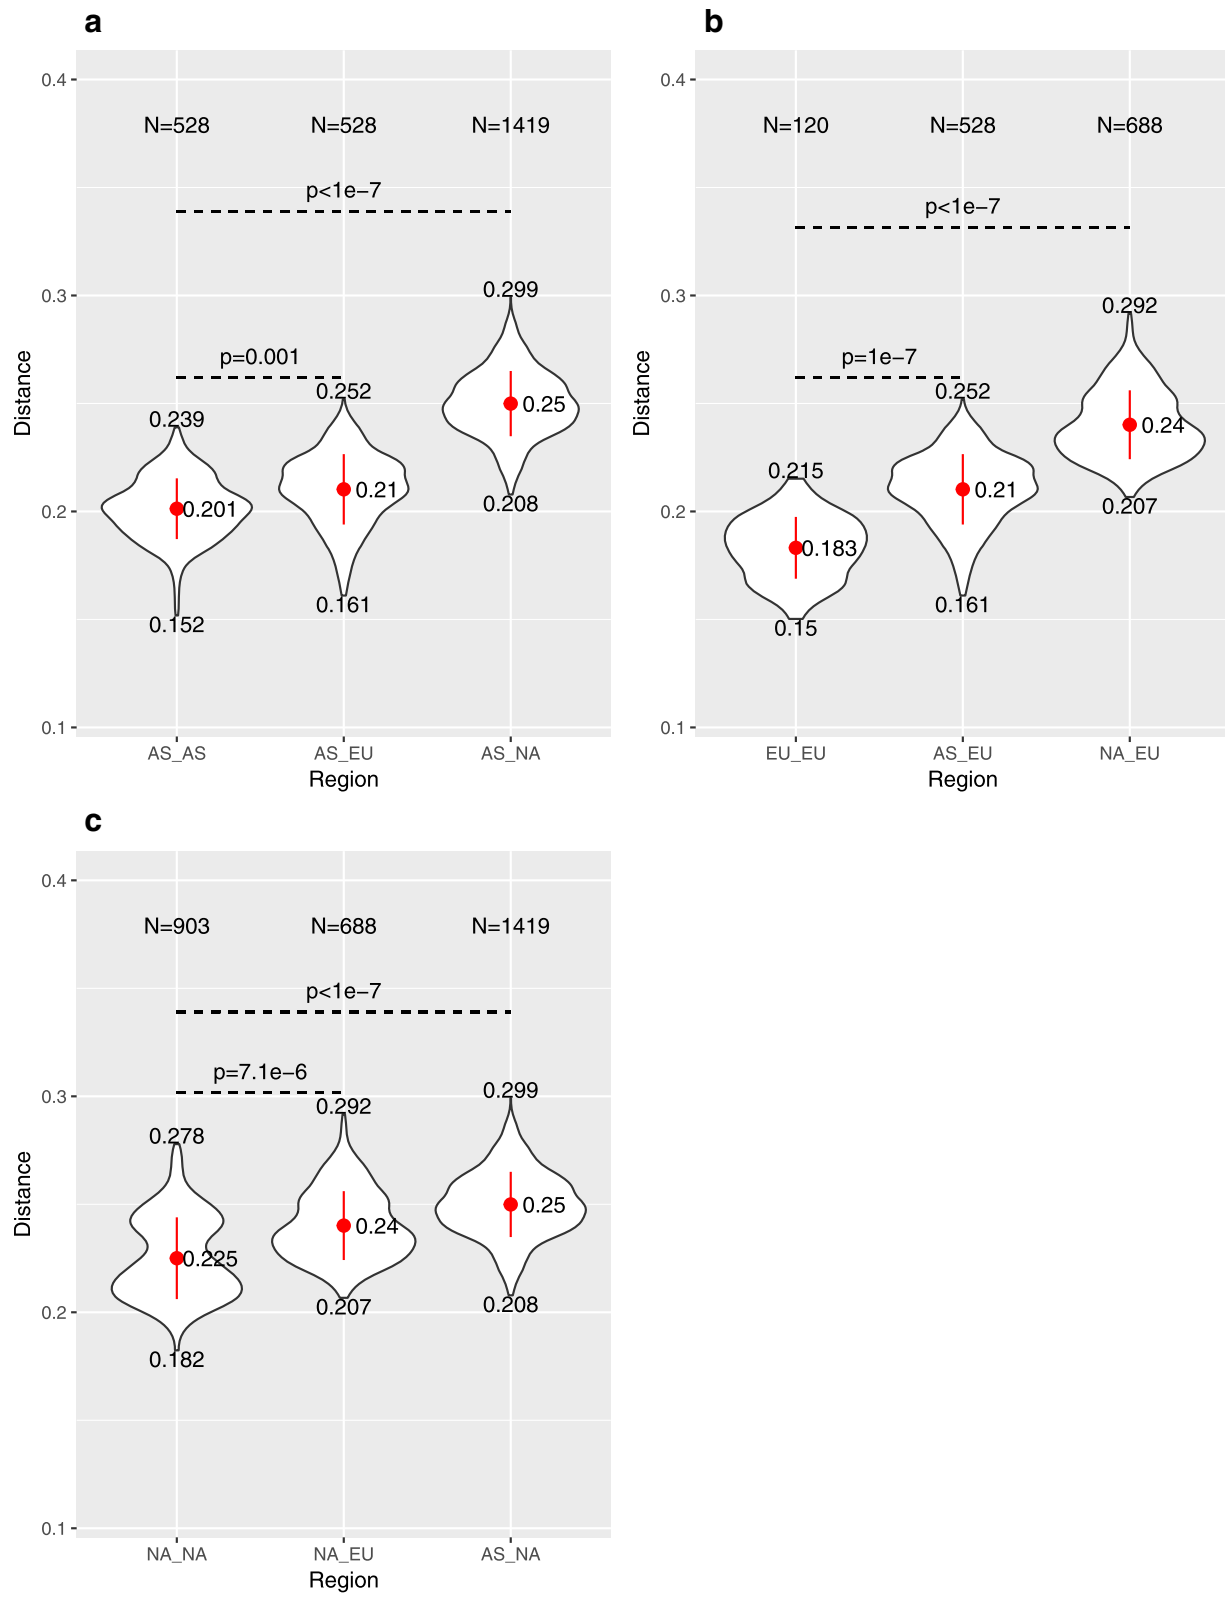 a
0.4
N=528 N=528 N=1419
p<1e−7
0.3
0.299
p=0.001
0.252
0.239
0.25
0.21
0.201
0.2
0.208
0.161
0.152
0.1
Distance
AS_AS AS_EU AS_NA
Region
b
0.4
N=120 N=528 N=688
p<1e−7
0.3
0.292
p=1e−7
0.252
0.24
0.215
0.21
0.2
0.207
0.183
0.161
0.15
0.1
Distance
EU_EU AS_EU NA_EU
Region
c
0.4
N=903 N=688 N=1419
p<1e−7
p=7.1e−6
0.3
0.299
0.292
0.278
0.25
0.24
0.225
0.2
0.208
0.207
0.182
0.1
Distance
NA_NA NA_EU AS_NA
Region